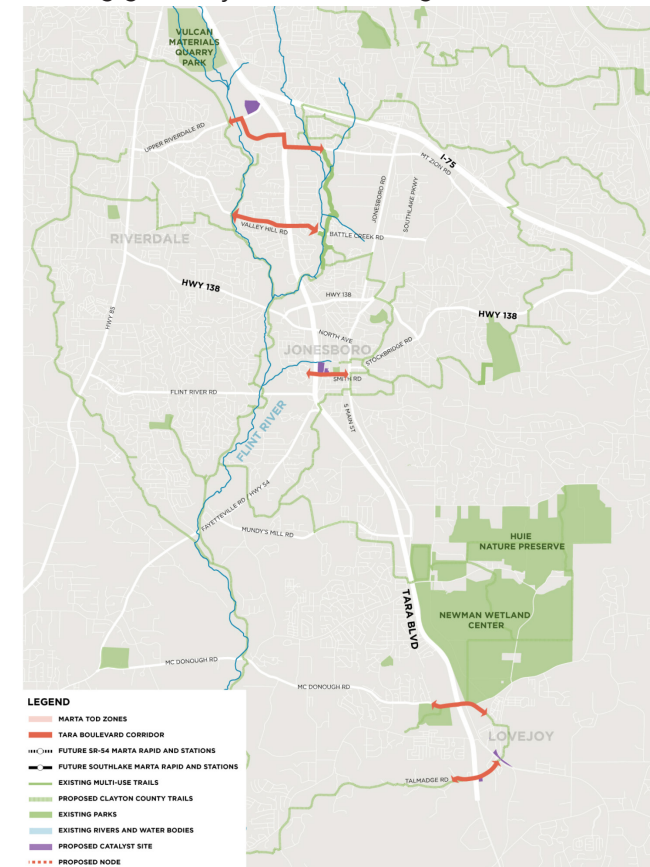 VULCAN
MATERIALS
QUARRY
PARK
UPPER RIVERDALE RD
I-75
MT ZION RD
JONESBORO RD
SOUTHLAKE PKWY
VALLEY HILL RD
BATTLE CREEK RD
RIVERDALE
HWY 138
HWY 85
HWY 138
HWY 138
NORTH AVE
JONESBORO
STOCKBRIDGE RD
SMITH RD
FLINT RIVER RD
S MAIN ST
FLINT RIVER
FAYETTEVILLE RD / HWY 54
MUNDY'S MILL RD
HUIE
NATURE PRESERVE
TARA BLVD
NEWMAN WETLAND
CENTER
MC DONOUGH RD
MC DONOUGH RD
LOVEJOY
TALMADGE RD
LEGEND
MARTA TOD ZONES
TARA BOULEVARD CORRIDOR
FUTURE SR-54 MARTA RAPID AND STATIONS
FUTURE SOUTHLAKE MARTA RAPID AND STATIONS
EXISTING MULTI-USE TRAILS
PROPOSED CLAYTON COUNTY TRAILS
EXISTING PARKS
EXISTING RIVERS AND WATER BODIES
PROPOSED CATALYST SITE
PROPOSED NODE